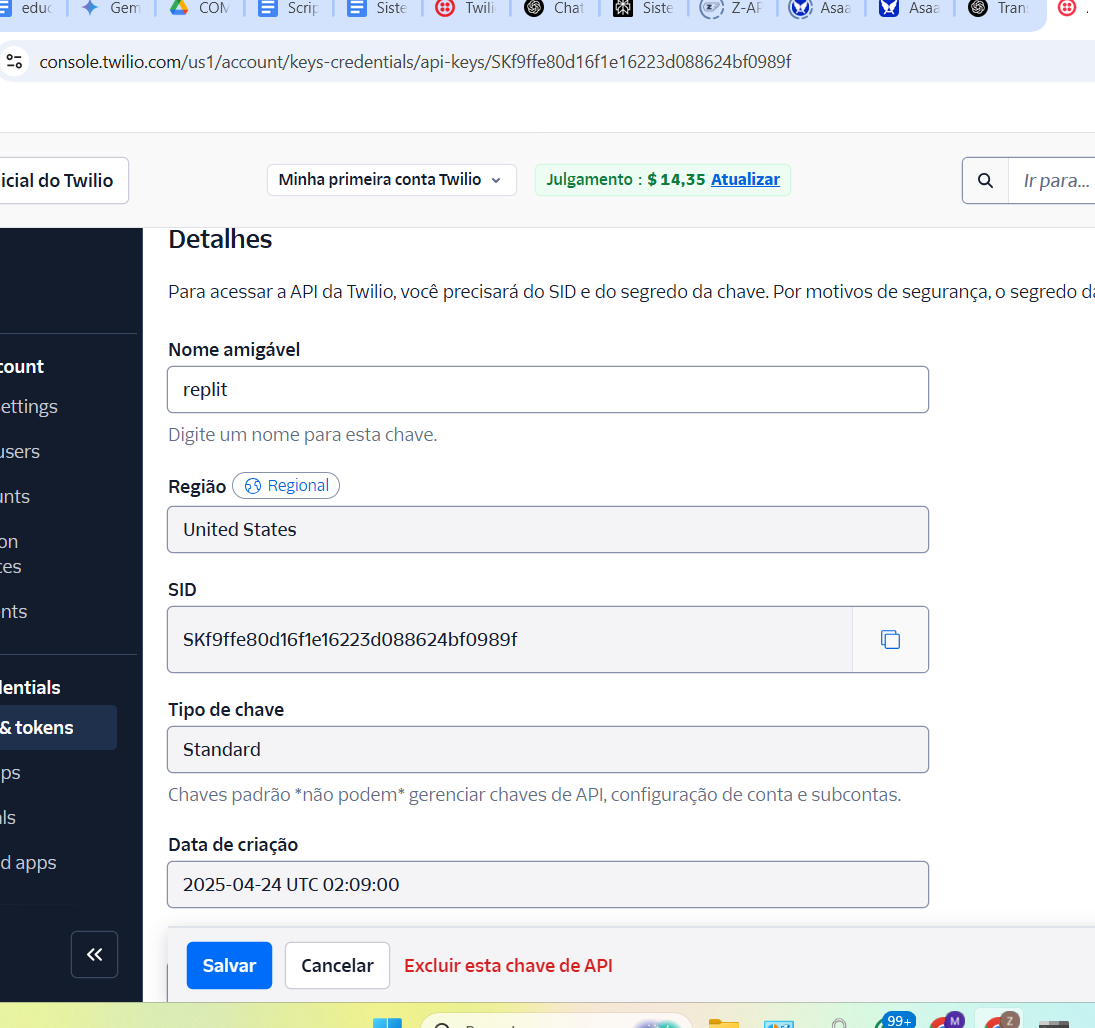 educ
Gem
COM
Scrip
Siste
Twili
Chat
Siste
Z-AP
Asaa
Asaa
Tran
console.twilio.com/us1/account/keys-credentials/api-keys/SKf9ffe80d16f1e16223d088624bf0989f
icial do Twilio
Minha primeira conta Twilio
Julgamento : $ 14,35 Atualizar
Ir para...
Detalhes
Para acessar a API da Twilio, você precisará do SID e do segredo da chave. Por motivos de segurança, o segredo da
count
ettings
users
unts
on
ces
nts
lentials
& tokens
ps
als
d apps
Nome amigável
replit
Digite um nome para esta chave.
Região
Regional
United States
SID
SKf9ffe80d16f1e16223d088624bf0989f
Tipo de chave
Standard
Chaves padrão *não podem* gerenciar chaves de API, configuração de conta e subcontas.
Data de criação
2025-04-24 UTC 02:09:00
Salvar
Cancelar
Excluir esta chave de API
99+
M
Z